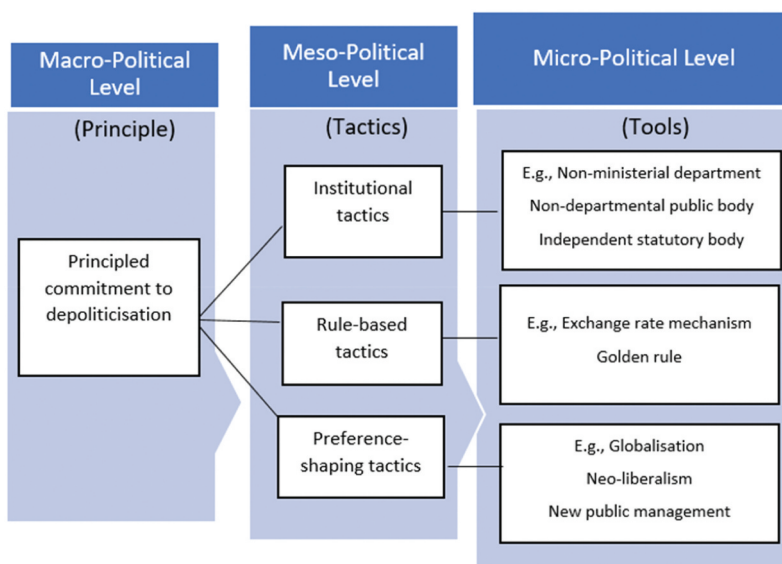 Macro-Political
Level
(Principle)
Principled
commitment to
depoliticisation
Meso-Political
Level
(Tactics)
Institutional
tactics
Rule-based
tactics
Preference-
shaping tactics
Micro-Political Level
(Tools)
E.g., Non-ministerial department
Non-departmental public body
Independent statutory body
E.g., Exchange rate mechanism
Golden rule
E.g., Globalisation
Neo-liberalism
New public management